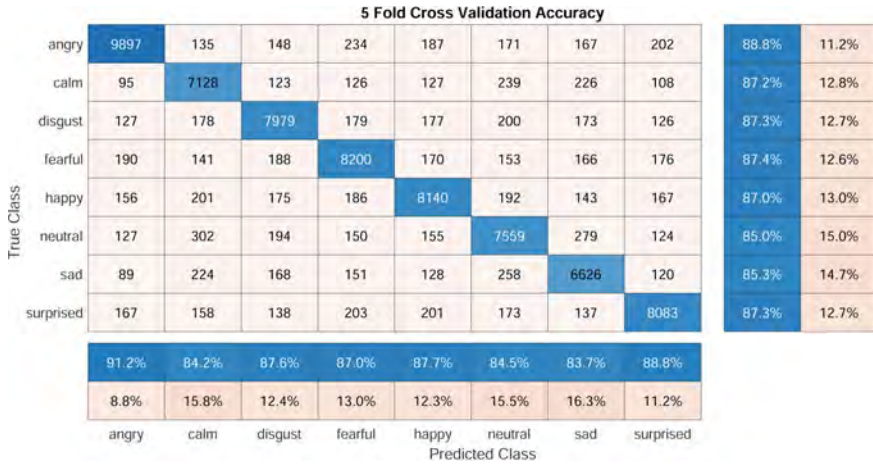 5 Fold Cross Validation Accuracy
True Class
angry 9897 135 148 234 187 171 167 202 88.8% 11.2%
calm 95 7128 123 126 127 239 226 108 87.2% 12.8%
disgust 127 178 7979 179 177 200 173 126 87.3% 12.7%
fearful 190 141 188 8200 170 153 166 176 87.4% 12.6%
happy 156 201 175 186 8140 192 143 167 87.0% 13.0%
neutral 127 302 194 150 155 7559 279 124 85.0% 15.0%
sad 89 224 168 151 128 258 6626 120 85.3% 14.7%
surprised 167 158 138 203 201 173 137 8083 87.3% 12.7%
91.2% 84.2% 87.6% 87.0% 87.7% 84.5% 83.7% 88.8%
8.8% 15.8% 12.4% 13.0% 12.3% 15.5% 16.3% 11.2%
angry calm disgust fearful happy neutral sad surprised
Predicted Class